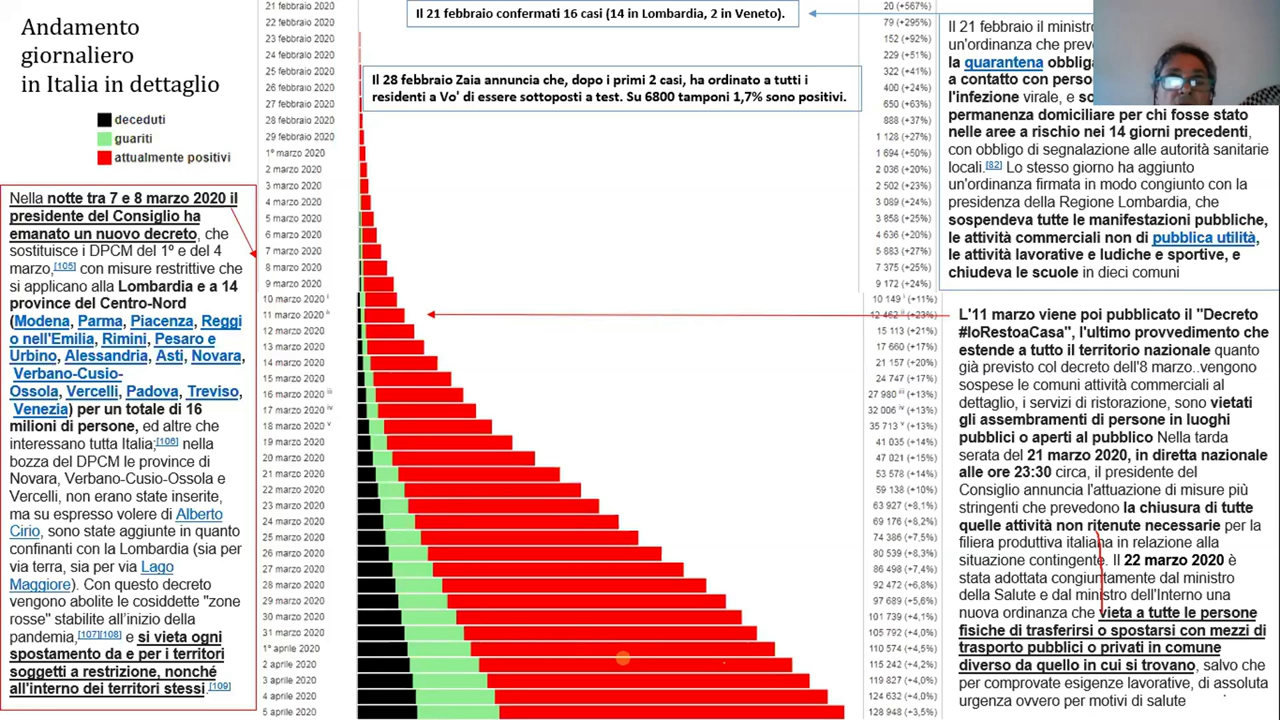 Andamento
giornaliero
in Italia in dettaglio
deceduti
guariti
attualmente positivi
Nella notte tra 7 e 8 marzo 2020 il
presidente del Consiglio ha
emanato un nuovo decreto, che
sostituisce i DPCM del 1º e del 4
marzo,[105] con misure restrittive che
si applicano alla Lombardia e a 14
province del Centro-Nord
(Modena, Parma, Piacenza, Reggi
o nell'Emilia, Rimini, Pesaro e
Urbino, Alessandria, Asti, Novara,
Verbano-Cusio-
Ossola, Vercelli, Padova, Treviso,
Venezia) per un totale di 16
milioni di persone, ed altre che
interessano tutta Italia;[106] nella
bozza del DPCM le province di
Novara, Verbano-Cusio-Ossola e
Vercelli, non erano state inserite,
ma su espresso volere di Alberto
Cirio, sono state aggiunte in quanto
confinanti con la Lombardia (sia per
via terra, sia per via Lago
Maggiore). Con questo decreto
vengono abolite le cosiddette "zone
rosse" stabilite all'inizio della
pandemia,[107][108] e si vieta ogni
spostamento da e per i territori
soggetti a restrizione, nonché
all'interno dei territori stessi.[109]
Il 21 febbraio confermati 16 casi (14 in Lombardia, 2 in Veneto).
Il 28 febbraio Zaia annuncia che, dopo i primi 2 casi, ha ordinato a tutti i
residenti a Vo' di essere sottoposti a test. Su 6800 tamponi 1,7% sono positivi.
21 febbraio 2020 20 (+567%)
22 febbraio 2020 79 (+295%)
23 febbraio 2020 152 (+92%)
24 febbraio 2020 229 (+51%)
25 febbraio 2020 322 (+41%)
26 febbraio 2020 400 (+24%)
27 febbraio 2020 650 (+63%)
28 febbraio 2020 888 (+37%)
29 febbraio 2020 1 128 (+27%)
1º marzo 2020 1 694 (+50%)
2 marzo 2020 2 036 (+20%)
3 marzo 2020 2 502 (+23%)
4 marzo 2020 3 089 (+24%)
5 marzo 2020 3 858 (+25%)
6 marzo 2020 4 636 (+20%)
7 marzo 2020 5 883 (+27%)
8 marzo 2020 7 375 (+25%)
9 marzo 2020 9 172 (+24%)
10 marzo 2020 i 10 149 i (+11%)
11 marzo 2020 ii 12 462 ii (+23%)
12 marzo 2020 15 113 (+21%)
13 marzo 2020 17 660 (+17%)
14 marzo 2020 21 157 (+20%)
15 marzo 2020 24 747 (+17%)
16 marzo 2020 iii 27 980 iii (+13%)
17 marzo 2020 iv 32 006 iv (+13%)
18 marzo 2020 v 35 713 v (+13%)
19 marzo 2020 41 035 (+14%)
20 marzo 2020 47 021 (+15%)
21 marzo 2020 53 578 (+14%)
22 marzo 2020 59 138 (+10%)
23 marzo 2020 63 927 (+8,1%)
24 marzo 2020 69 176 (+8,2%)
25 marzo 2020 74 386 (+7,5%)
26 marzo 2020 80 539 (+8,3%)
27 marzo 2020 86 498 (+7,4%)
28 marzo 2020 92 472 (+6,8%)
29 marzo 2020 97 689 (+5,6%)
30 marzo 2020 101 739 (+4,1%)
31 marzo 2020 105 792 (+4,0%)
1º aprile 2020 110 574 (+4,5%)
2 aprile 2020 115 242 (+4,2%)
3 aprile 2020 119 827 (+4,0%)
4 aprile 2020 124 632 (+4,0%)
5 aprile 2020 128 948 (+3,5%)
Il 21 febbraio il ministro
un'ordinanza che prev
la quarantena obblig
a contatto con perso
l'infezione virale, e
permanenza domiciliare per chi fosse stato
nelle aree a rischio nei 14 giorni precedenti,
con obbligo di segnalazione alle autorità sanitarie
locali.[82] Lo stesso giorno ha aggiunto
un'ordinanza firmata in modo congiunto con la
presidenza della Regione Lombardia, che
sospendeva tutte le manifestazioni pubbliche,
le attività commerciali non di pubblica utilità,
le attività lavorative e ludiche e sportive, e
chiudeva le scuole in dieci comuni
L'11 marzo viene poi pubblicato il "Decreto
#IoRestoaCasa", l'ultimo provvedimento che
estende a tutto il territorio nazionale quanto
già previsto col decreto dell'8 marzo..vengono
sospese le comuni attività commerciali al
dettaglio, i servizi di ristorazione, sono vietati
gli assembramenti di persone in luoghi
pubblici o aperti al pubblico Nella tarda
serata del 21 marzo 2020, in diretta nazionale
alle ore 23:30 circa, il presidente del
Consiglio annuncia l'attuazione di misure più
stringenti che prevedono la chiusura di tutte
quelle attività non ritenute necessarie per la
filiera produttiva italiana in relazione alla
situazione contingente. Il 22 marzo 2020 è
stata adottata congiuntamente dal ministro
della Salute e dal ministro dell'Interno una
nuova ordinanza che vieta a tutte le persone
fisiche di trasferirsi o spostarsi con mezzi di
trasporto pubblici o privati in comune
diverso da quello in cui si trovano, salvo che
per comprovate esigenze lavorative, di assoluta
urgenza ovvero per motivi di salute